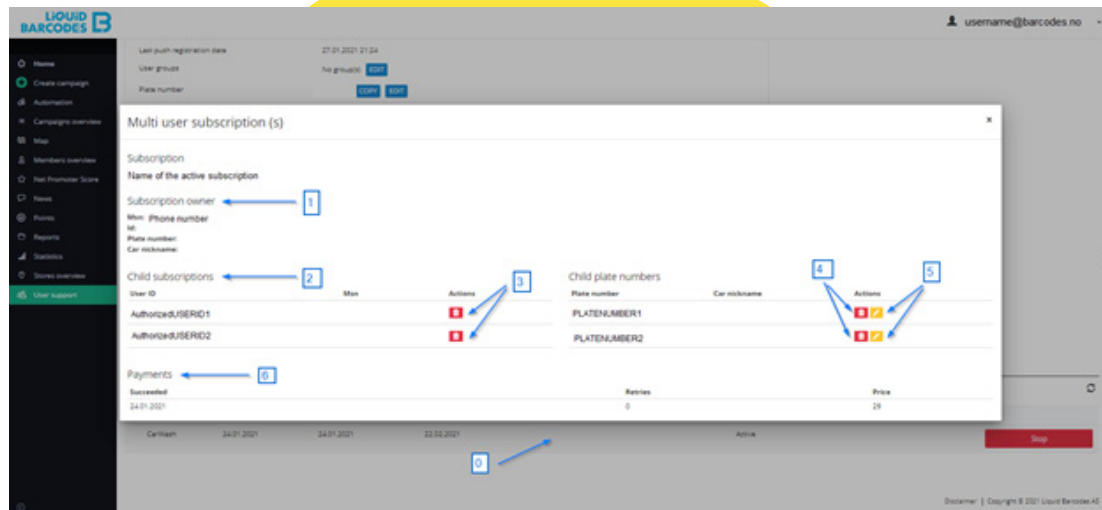 LIQUID
BARCODES
username@barcodes.no
Last push registration date 27.01.2021 21:24
User groups No group(s) EDIT
Plate number COPY EDIT
Home
Create campaign
Automation
Campaigns overview
Map
Members overview
Net Promoter Score
News
Points
Reports
Statistics
Stores overview
User support
Multi user subscription (s) ×
Subscription
Name of the active subscription
Subscription owner 1
Msn: Phone number
Id:
Plate number:
Car nickname:
Child subscriptions 2
3
User ID Msn Actions
AuthorizedUSERID1
AuthorizedUSERID2
Child plate numbers
4 5
Plate number Car nickname Actions
PLATENUMBER1
PLATENUMBER2
Payments 6
Succeeded Retries Price
24.01.2021 0 29
CarWash 24.01.2021 24.01.2021 22.02.2021 Active Stop
0
Disclaimer | Copyright © 2021 Liquid Barcodes AS